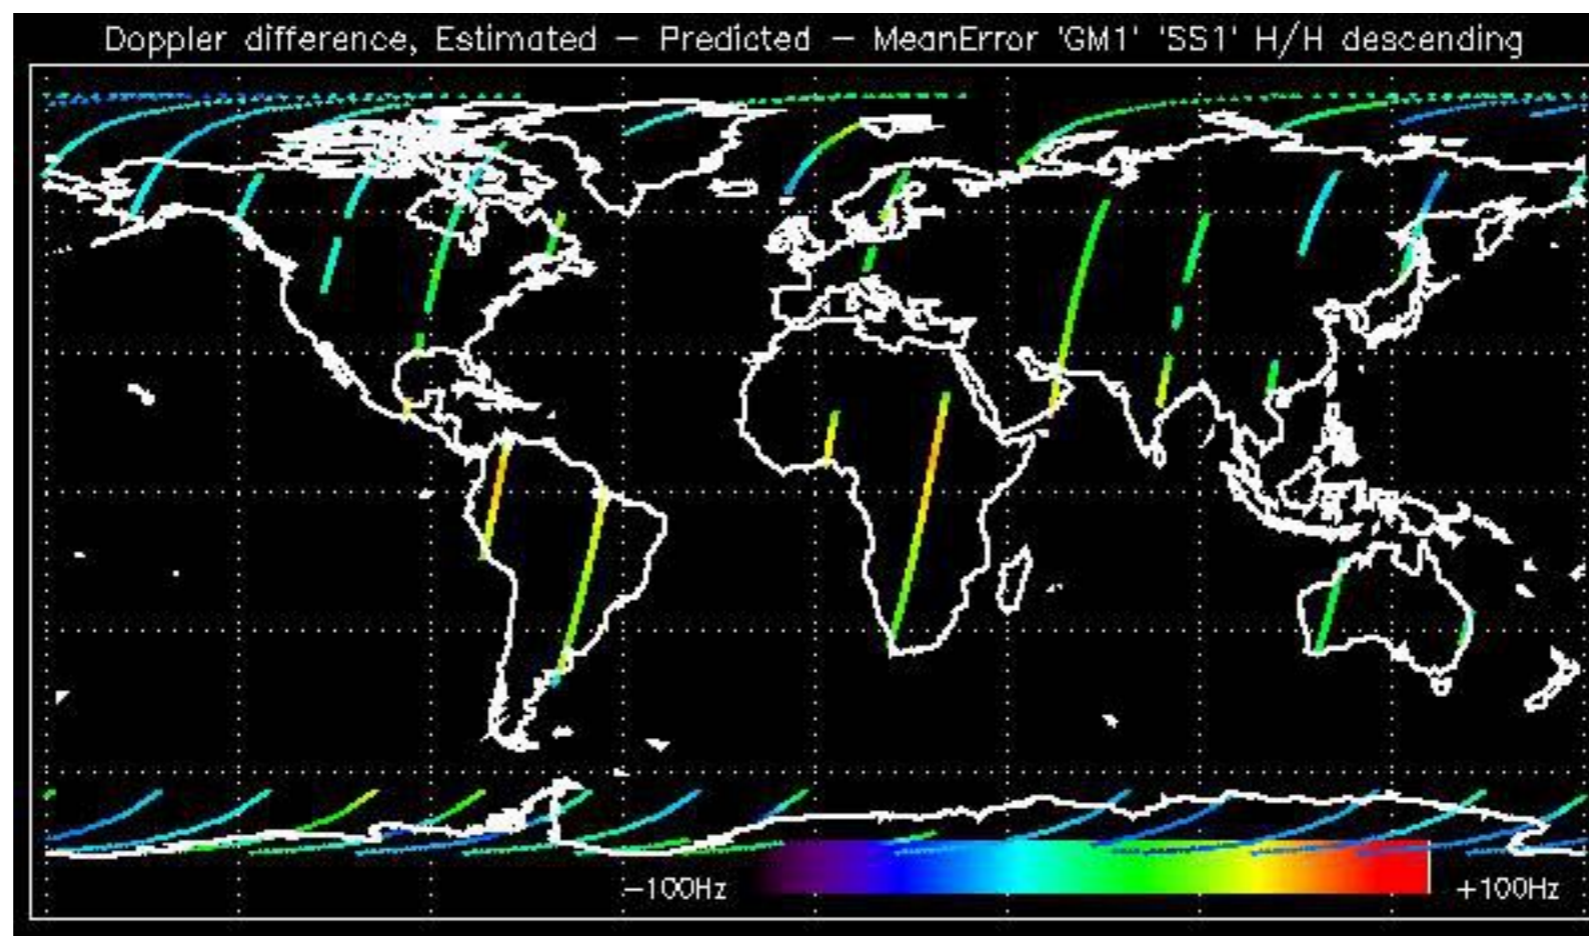 Doppler difference, Estimated – Predicted – MeanError 'GM1' 'SS1' H/H descending
–100Hz
+100Hz